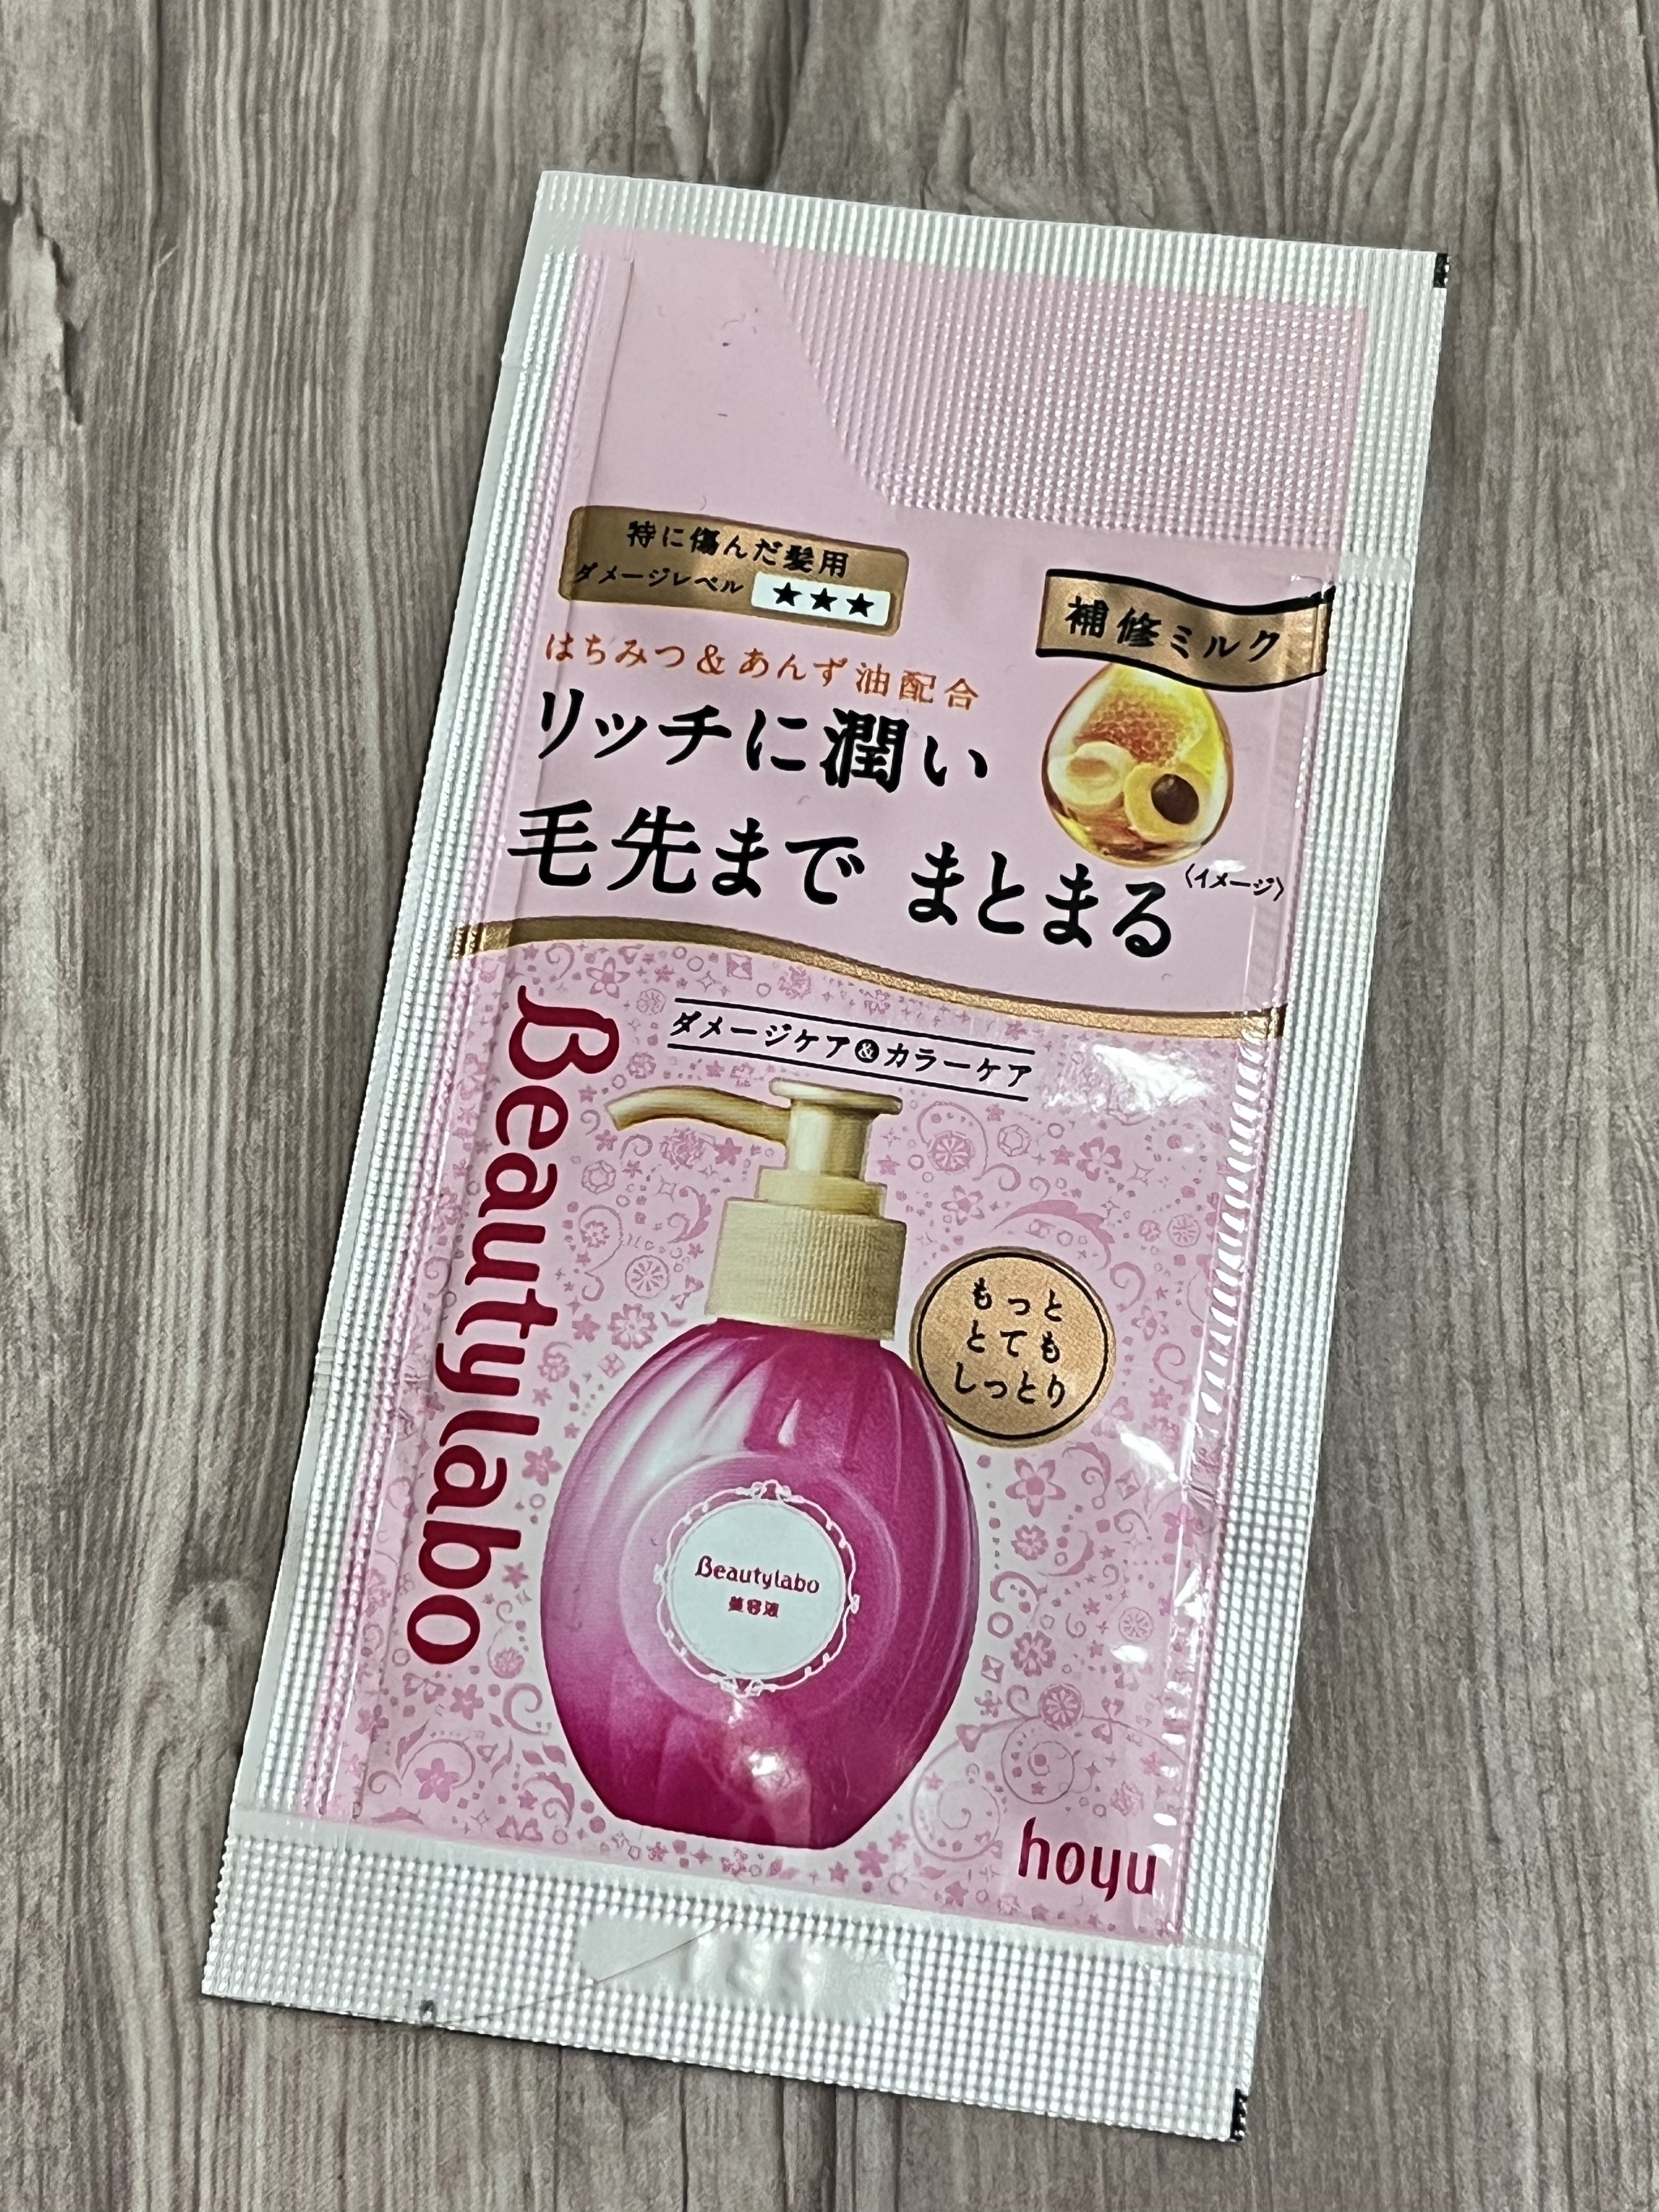 特に傷んだ髪用
ダメージレベル ★★★
補修ミルク
はちみつ&あんず油配合
リッチに潤い
毛先まで まとまる
〈イメージ〉
Beautylabo
ダメージケア&カラーケア
もっと
とても
しっとり
Beautylabo
美容液
hoyu